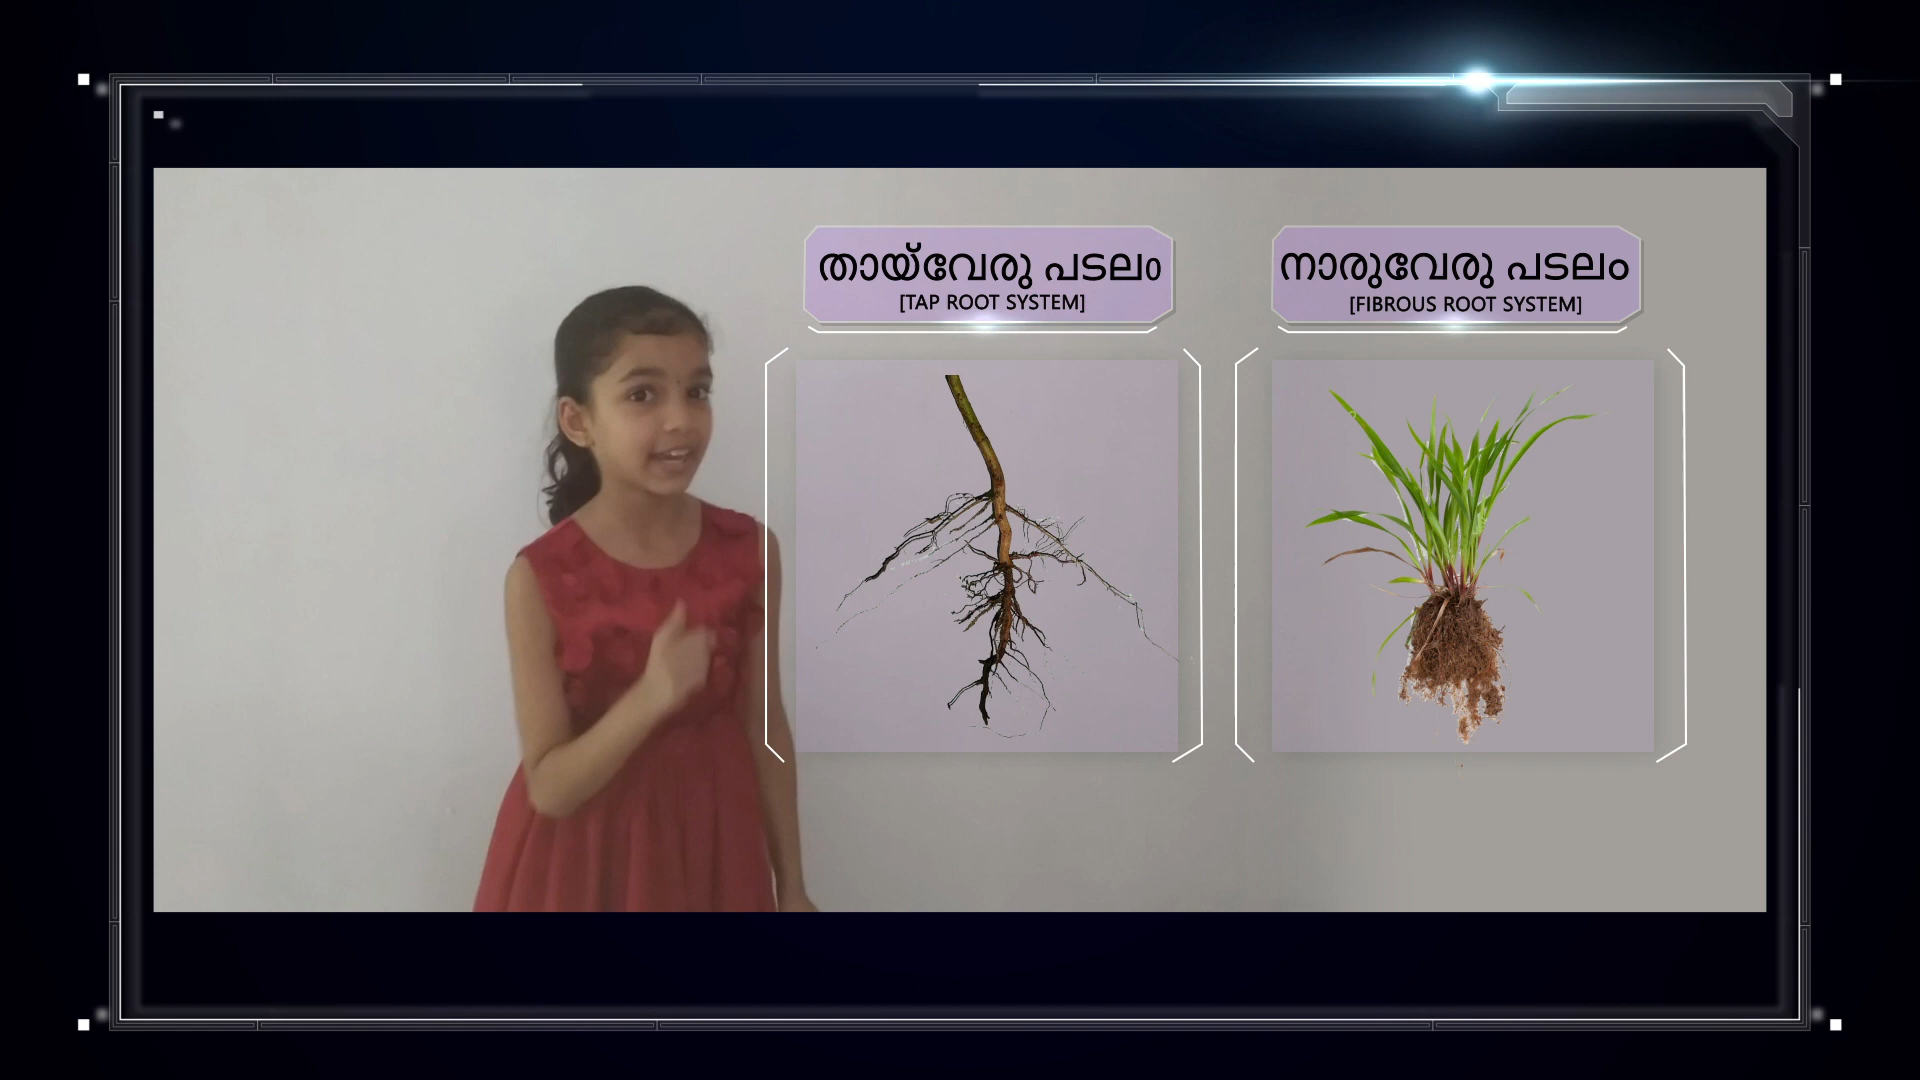 തായ്വേരു പടലം
[TAP ROOT SYSTEM]
നാരുവേരു പടലം
[FIBROUS ROOT SYSTEM]